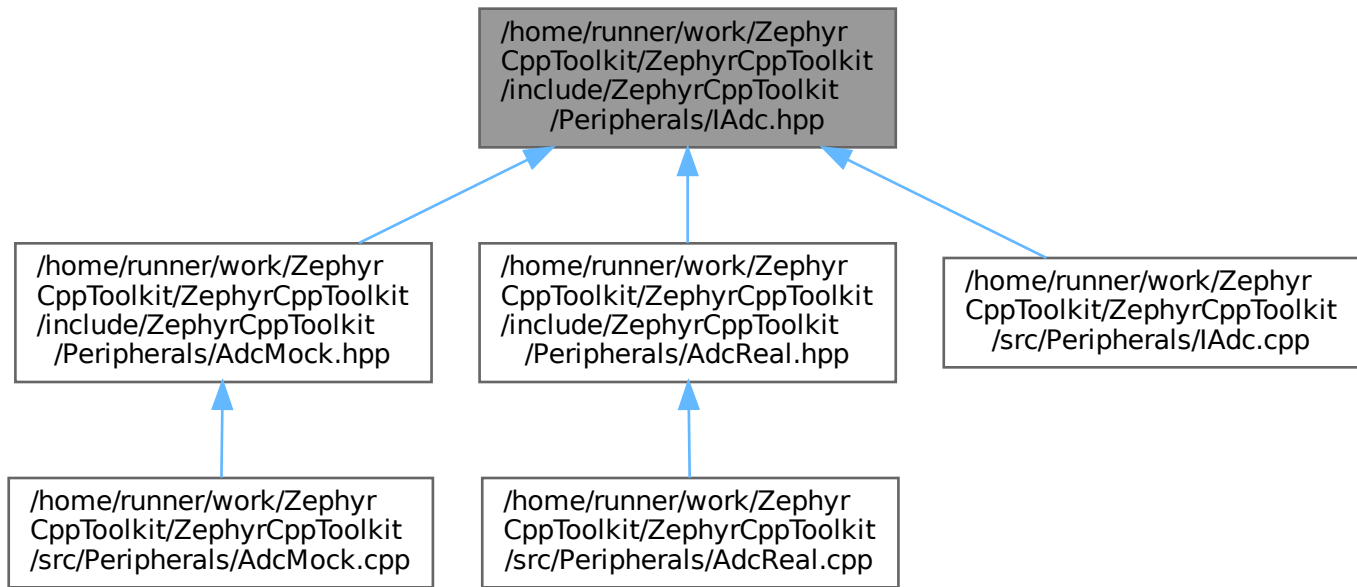 /home/runner/work/Zephyr
CppToolkit/ZephyrCppToolkit
/include/ZephyrCppToolkit
/Peripherals/IAdc.hpp
/home/runner/work/Zephyr
CppToolkit/ZephyrCppToolkit
/include/ZephyrCppToolkit
/Peripherals/AdcMock.hpp
/home/runner/work/Zephyr
CppToolkit/ZephyrCppToolkit
/include/ZephyrCppToolkit
/Peripherals/AdcReal.hpp
/home/runner/work/Zephyr
CppToolkit/ZephyrCppToolkit
/src/Peripherals/IAdc.cpp
/home/runner/work/Zephyr
CppToolkit/ZephyrCppToolkit
/src/Peripherals/AdcMock.cpp
/home/runner/work/Zephyr
CppToolkit/ZephyrCppToolkit
/src/Peripherals/AdcReal.cpp